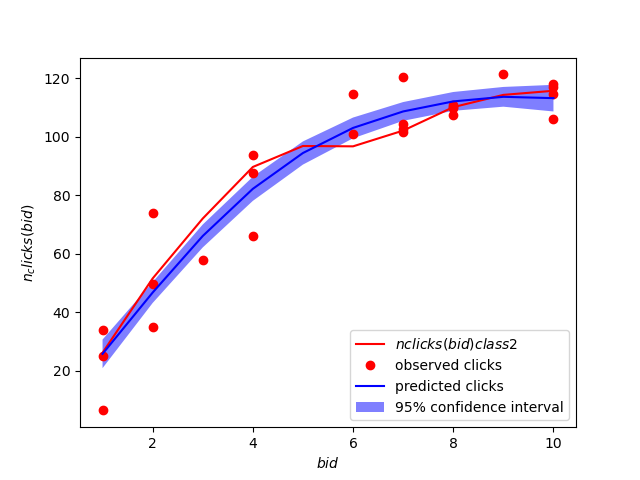 120
100
80
60
40
20
n_clicks(bid)
2
4
6
8
10
bid
nclicks(bid)class2
observed clicks
predicted clicks
95% confidence interval